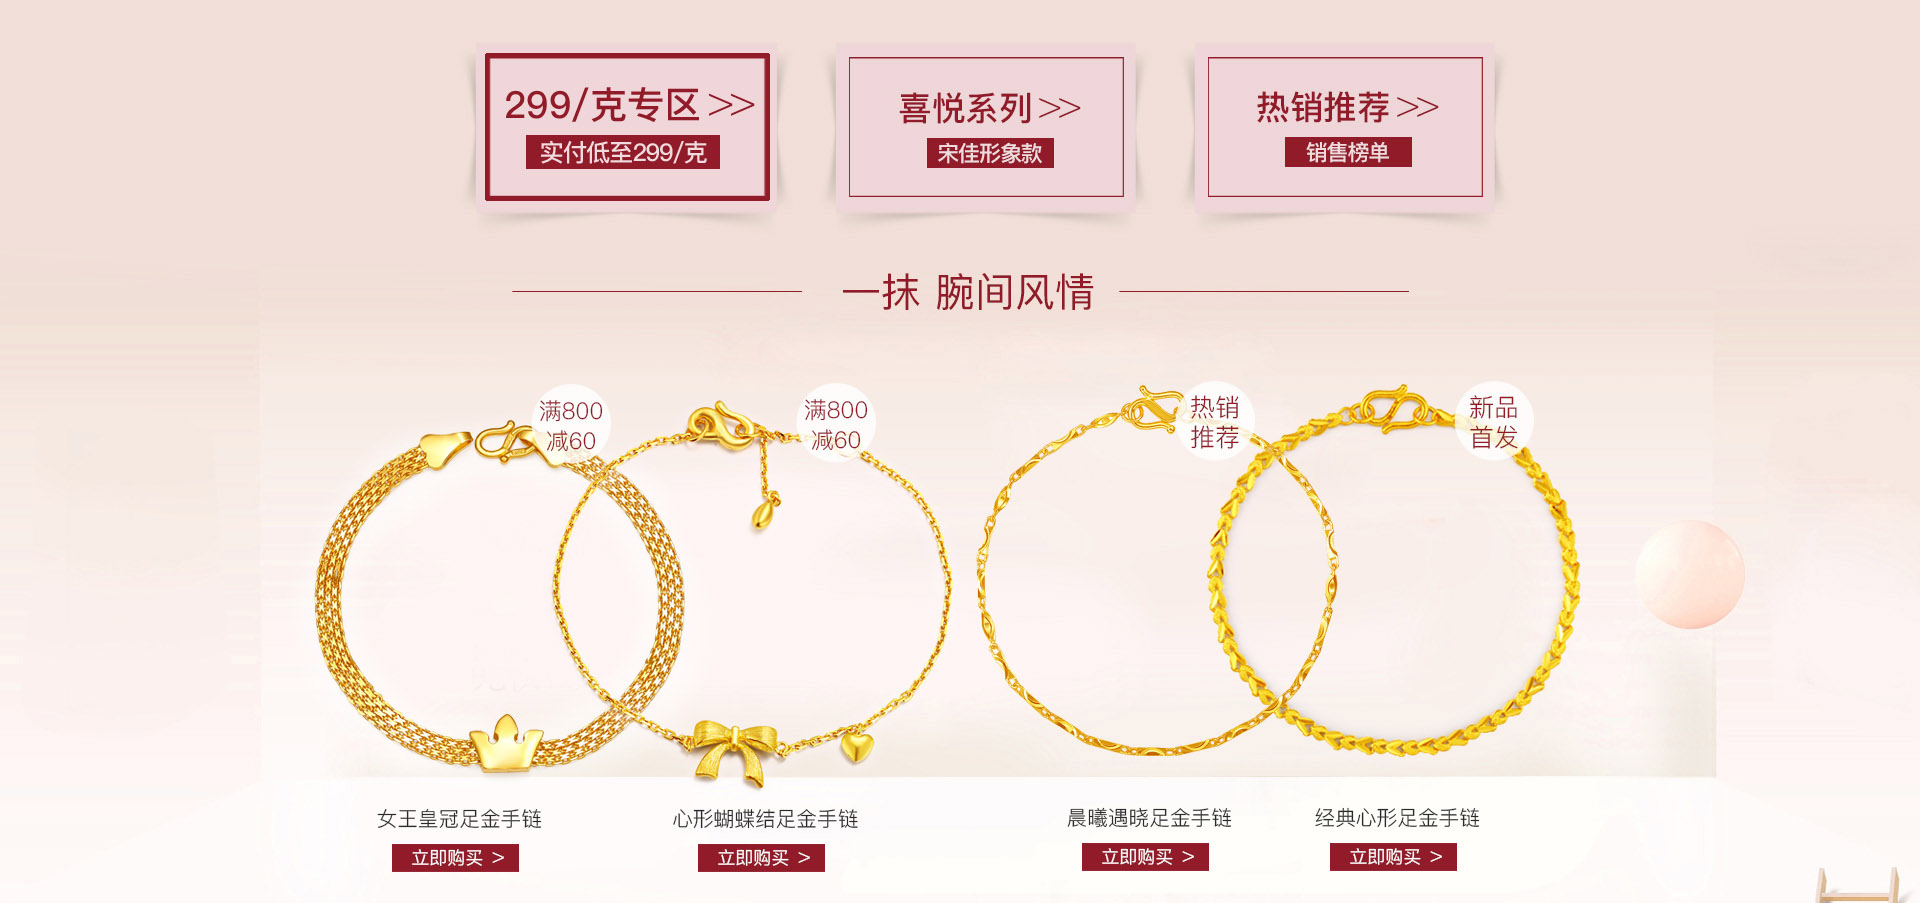 299/克专区 >>
实付低至299/克
喜悦系列 >>
宋佳形象款
热销推荐 >>
销售榜单
一抹 腕间风情
满800
减60
满800
减60
热销
推荐
新品
首发
女王皇冠足金手链
立即购买 >
心形蝴蝶结足金手链
立即购买 >
晨曦遇晓足金手链
立即购买 >
经典心形足金手链
立即购买 >